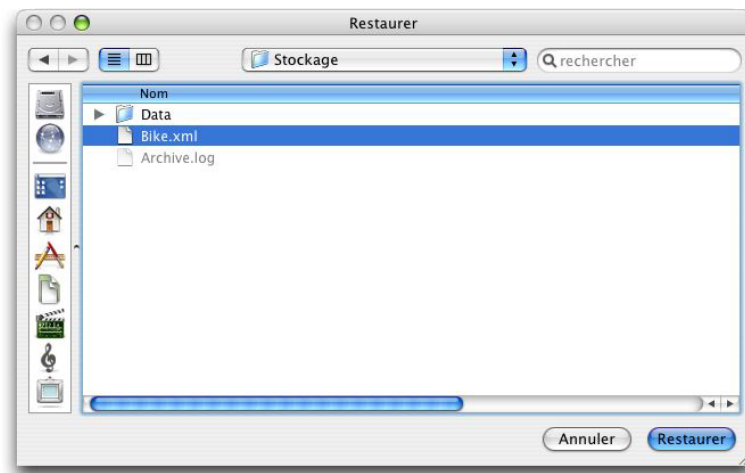 Restaurer
Stockage
rechercher
Nom
Data
Bike.xml
Archive.log
Annuler
Restaurer